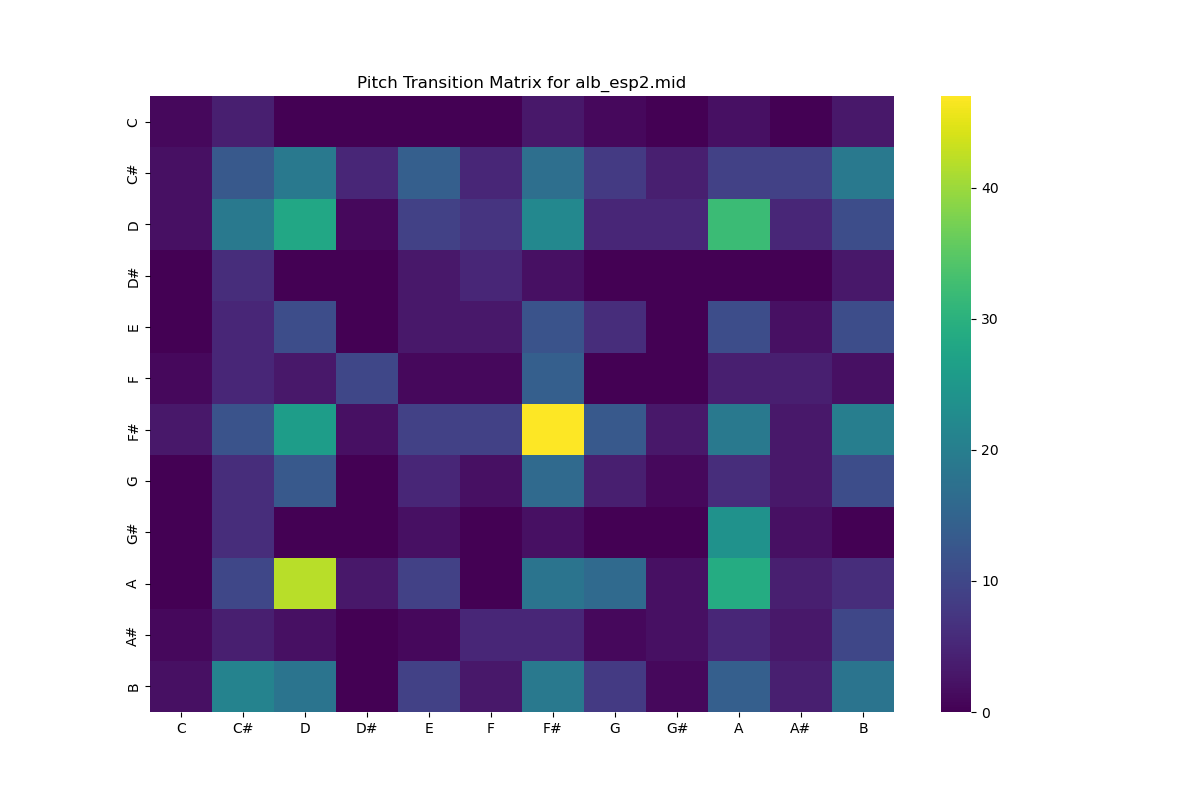 Pitch Transition Matrix for alb_esp2.mid
C
C#
D
D#
E
F
F#
G
G#
A
A#
B
C C# D D# E F F# G G# A A# B
40
30
20
10
0